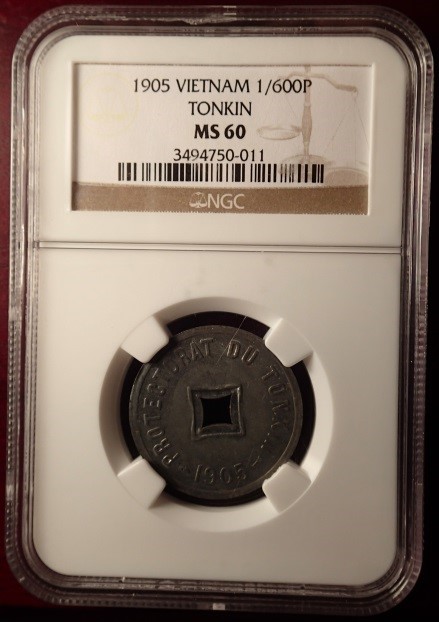 1905 VIETNAM 1/600P
TONKIN
MS 60
3494750-011
NGC
PROTECTORAT DU TONKIN
-1905-